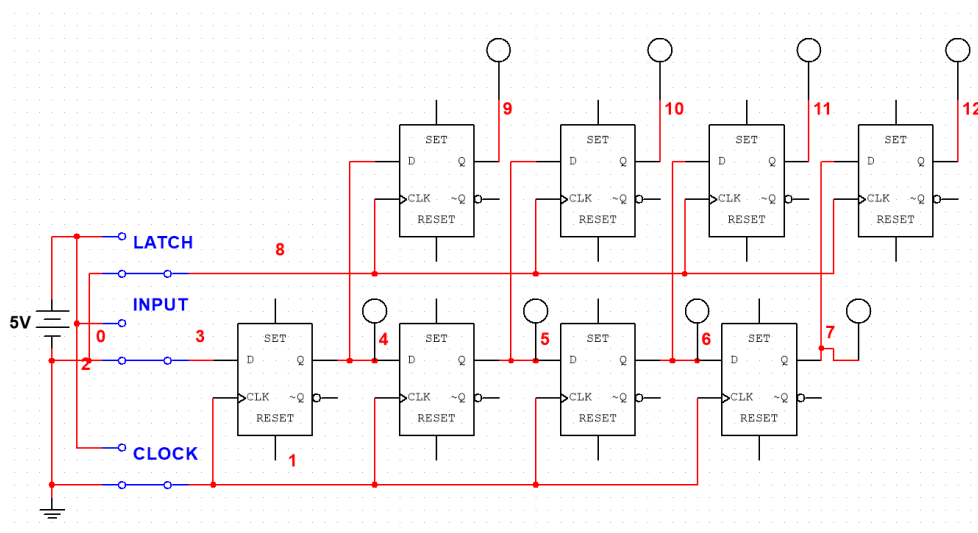 9
10
11
12
SET
D
Q
CLK
~Q
RESET
SET
D
Q
CLK
~Q
RESET
SET
D
Q
CLK
~Q
RESET
SET
D
Q
CLK
~Q
RESET
LATCH
8
INPUT
5V
0
2
3
SET
D
Q
CLK
~Q
RESET
4
SET
D
Q
CLK
~Q
RESET
5
SET
D
Q
CLK
~Q
RESET
6
SET
D
Q
CLK
~Q
RESET
7
CLOCK
1